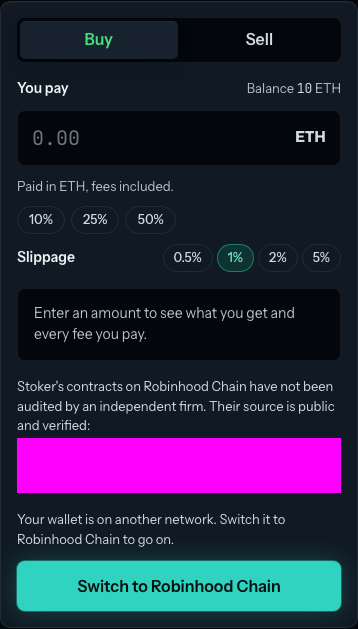 Buy
Sell
You pay
Balance 10 ETH
0.00
ETH
Paid in ETH, fees included.
10%
25%
50%
Slippage
0.5%
1%
2%
5%
Enter an amount to see what you get and
every fee you pay.
Stoker's contracts on Robinhood Chain have not been
audited by an independent firm. Their source is public
and verified:
Your wallet is on another network. Switch it to
Robinhood Chain to go on.
Switch to Robinhood Chain